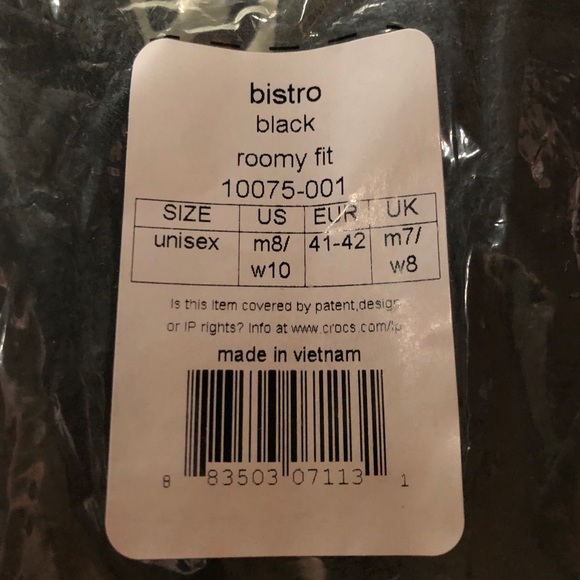 bistro
black
roomy fit
10075-001
SIZE US EUR UK
unisex m8/ 41-42 m7/
w10 w8
Is this item covered by patent,design
or IP rights? Info at www.crocs.com/ip
made in vietnam
8 83503 07113 1